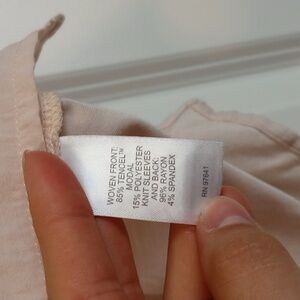 WOVEN FRONT:
85% TENCEL™
MODAL
15% POLYESTER
KNIT SLEEVES
AND BACK:
96% RAYON
4% SPANDEX
RN 97641